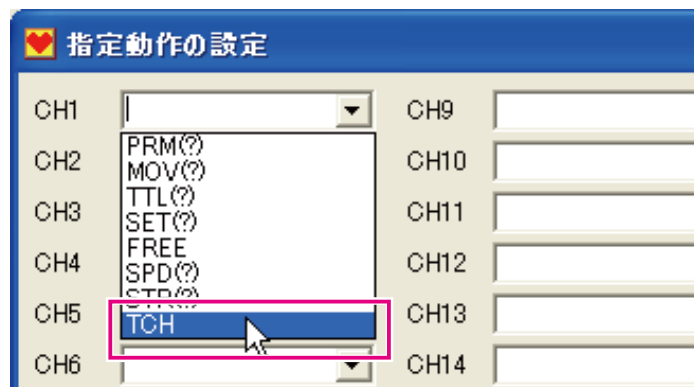 指定動作の設定
CH1
CH2
CH3
CH4
CH5
CH6
PRM(?)
MOV(?)
TTL(?)
SET(?)
FREE
SPD(?)
STR(?)
TCH
CH9
CH10
CH11
CH12
CH13
CH14